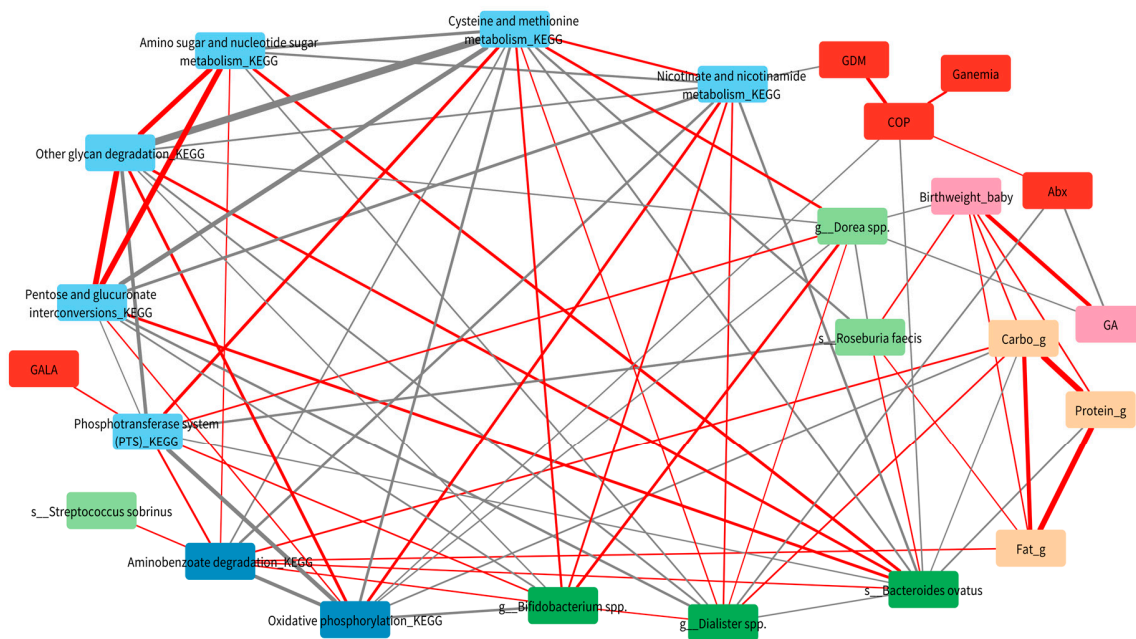 Cysteine and methionine
metabolism_KEGG
Amino sugar and nucleotide sugar
metabolism_KEGG
GDM
Ganemia
Nicotinate and nicotinamide
metabolism_KEGG
COP
Other glycan degradation_KEGG
Abx
Birthweight_baby
g__Dorea spp.
Pentose and glucuronate
interconversions_KEGG
GA
Carbo_g
s__Roseburia faecis
GALA
Protein_g
Phosphotransferase system
(PTS)_KEGG
s__Streptococcus sobrinus
Fat_g
Aminobenzoate degradation_KEGG
s__Bacteroides ovatus
g__Bifidobacterium spp.
Oxidative phosphorylation_KEGG
g__Dialister spp.